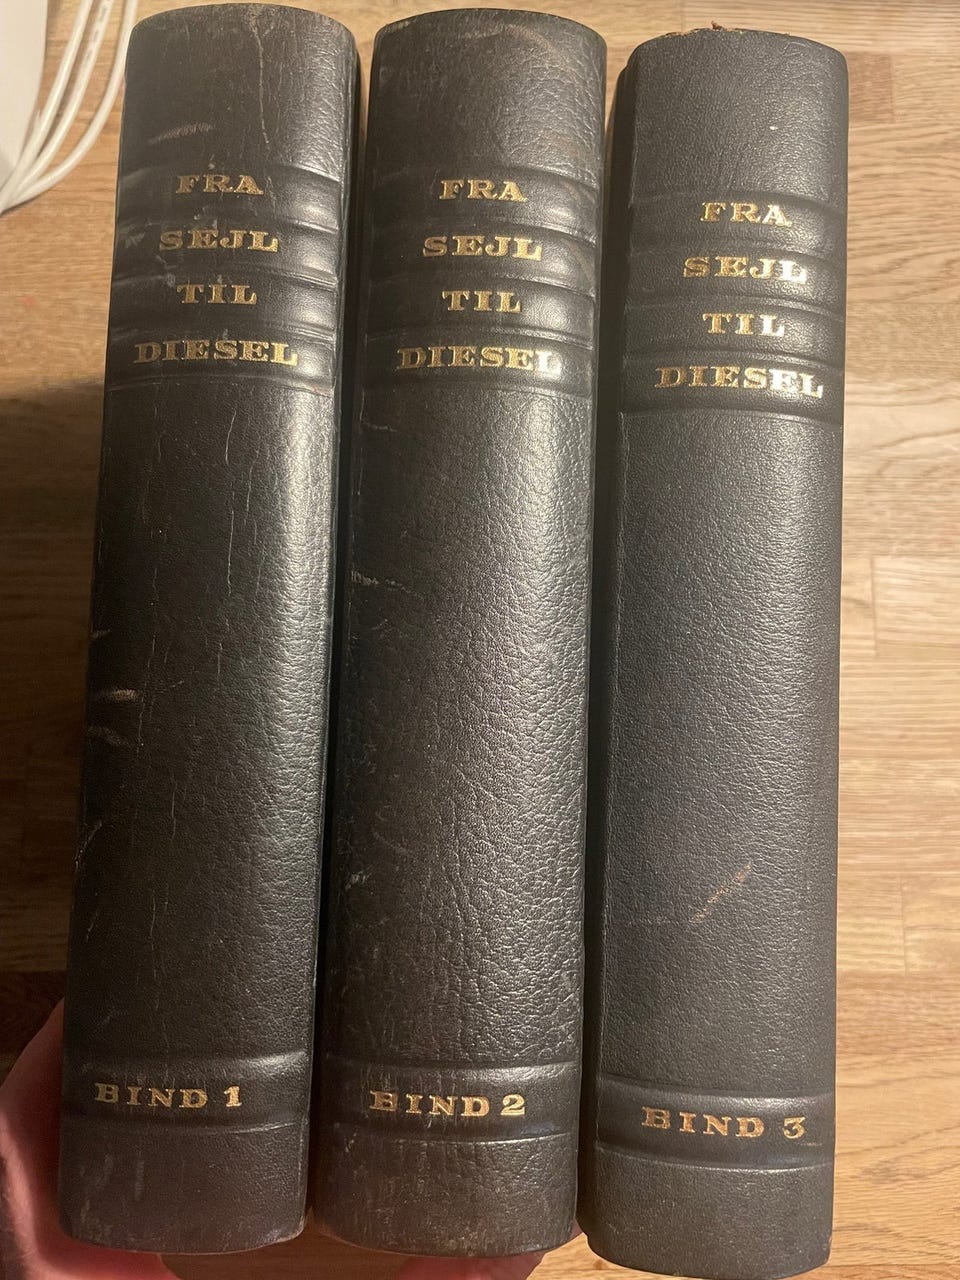 FRA
SEJL
TIL
DIESEL
BIND 1
FRA
SEJL
TIL
DIESEL
BIND 2
FRA
SEJL
TIL
DIESEL
BIND 3